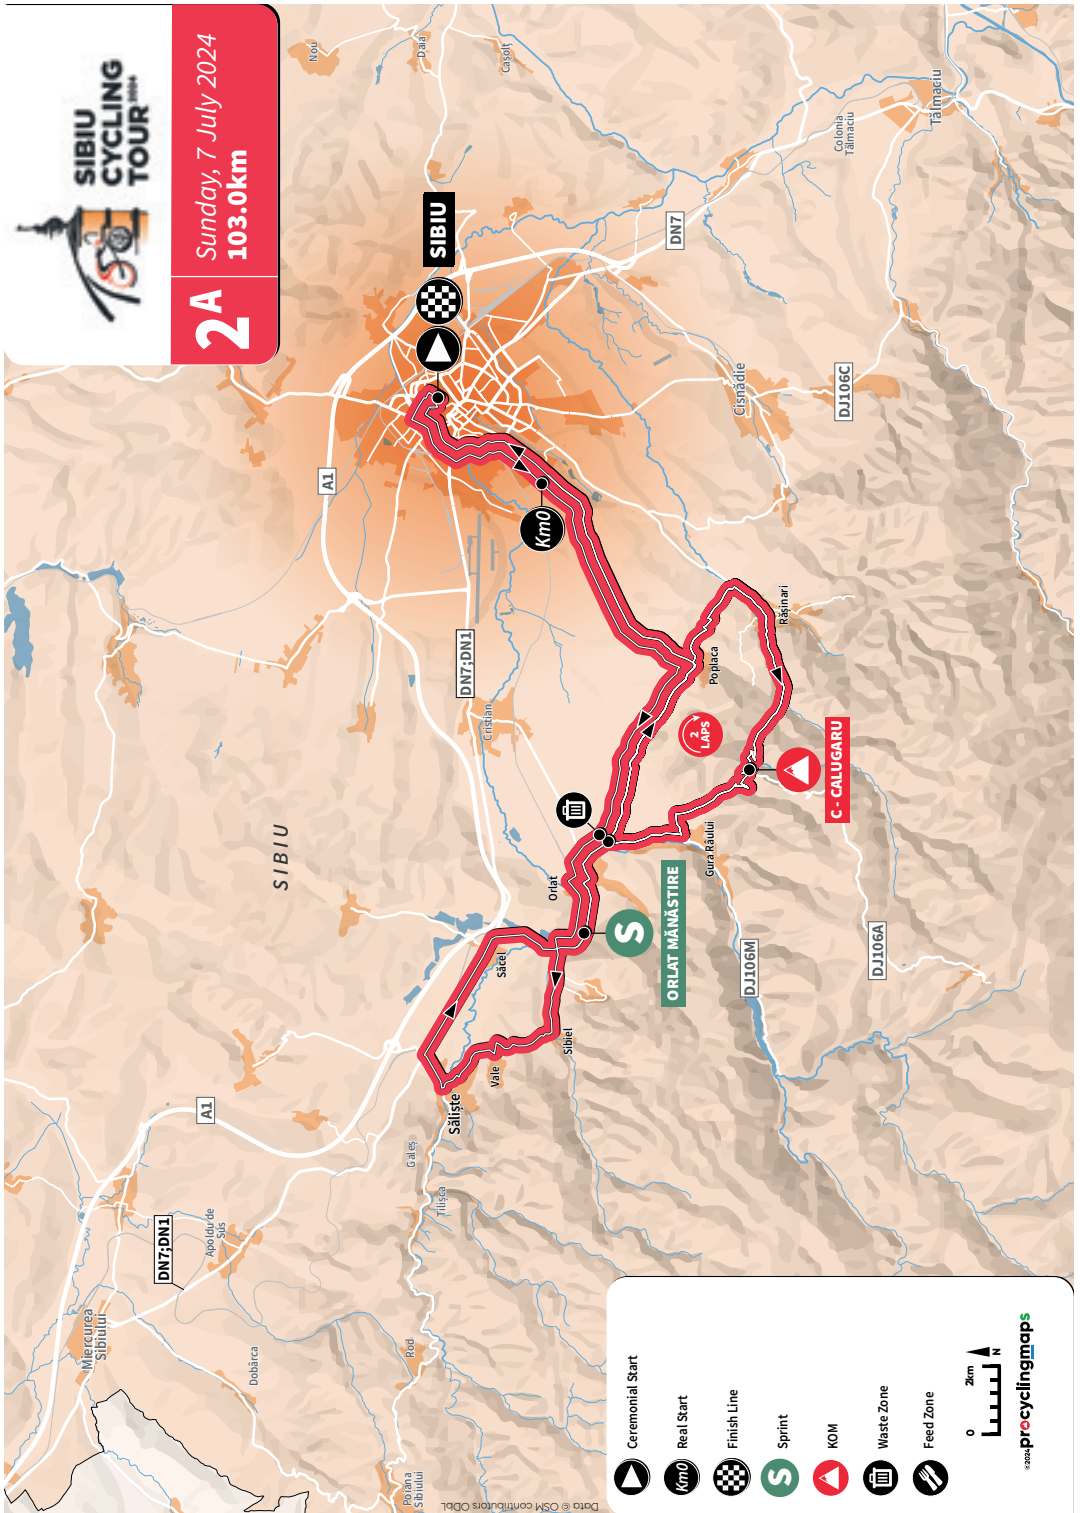 SIBIU
CYCLING
TOUR 2024
2A
Sunday, 7 July 2024
103.0km
Nou
Daia
Cașolț
Tălmaciu
Colonia
Tălmaciu
SIBIU
DN7
A1
Km0
Cisnădie
DJ106C
DN7;DN1
Cristian
Rășinari
Poplaca
2
LAPS
C - CALUGARU
SIBIU
Orlat
Gura Râului
S
ORLAT MĂNĂSTIRE
DJ106M
DJ106A
Săcel
Sibiel
Vale
Săliște
A1
Galeș
Tilișca
DN7;DN1
Apoldu de
Sus
Miercurea
Sibiului
Dobârca
Rod
Poiana
Sibiului
Ceremonial Start
Km0
Real Start
Finish Line
S
Sprint
KOM
Waste Zone
Feed Zone
0
2km
N
©2024 procyclingmaps
Data © OSM contributors ODbL